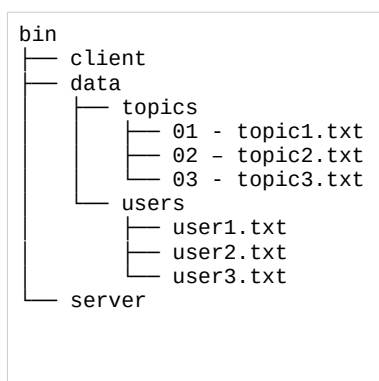 bin
├── client
├── data
│   ├── topics
│   │   ├── 01 - topic1.txt
│   │   ├── 02 – topic2.txt
│   │   └── 03 - topic3.txt
│   └── users
│       ├── user1.txt
│       ├── user2.txt
│       └── user3.txt
└── server